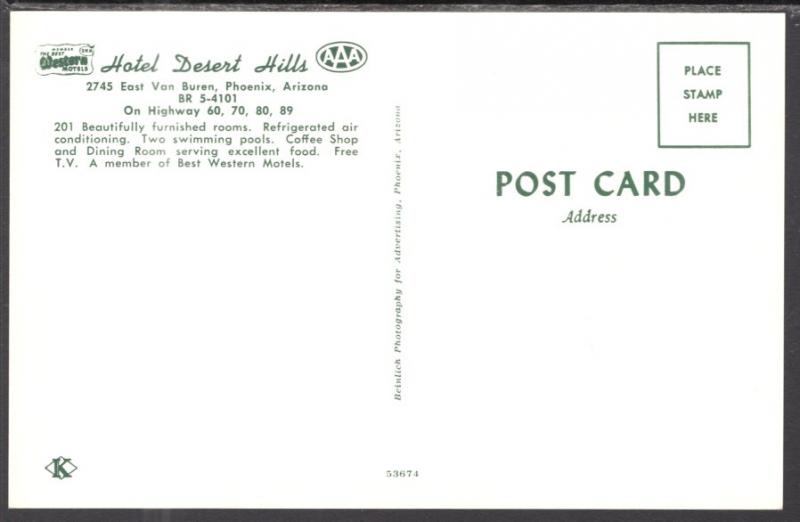 MEMBER
THE BEST
Western
MOTELS
Hotel Desert Hills
AAA
2745 East Van Buren, Phoenix, Arizona
BR 5-4101
On Highway 60, 70, 80, 89
201 Beautifully furnished rooms. Refrigerated air
conditioning. Two swimming pools. Coffee Shop
and Dining Room serving excellent food. Free
T.V. A member of Best Western Motels.
Beinlich Photography for Advertising, Phoenix, Arizona
PLACE
STAMP
HERE
POST CARD
Address
K
53674